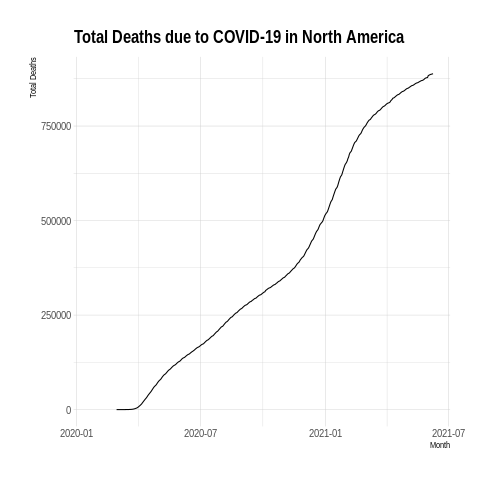 Total Deaths due to COVID-19 in North America
Total Deaths
750000
500000
250000
0
2020-01 2020-07 2021-01 2021-07
Month